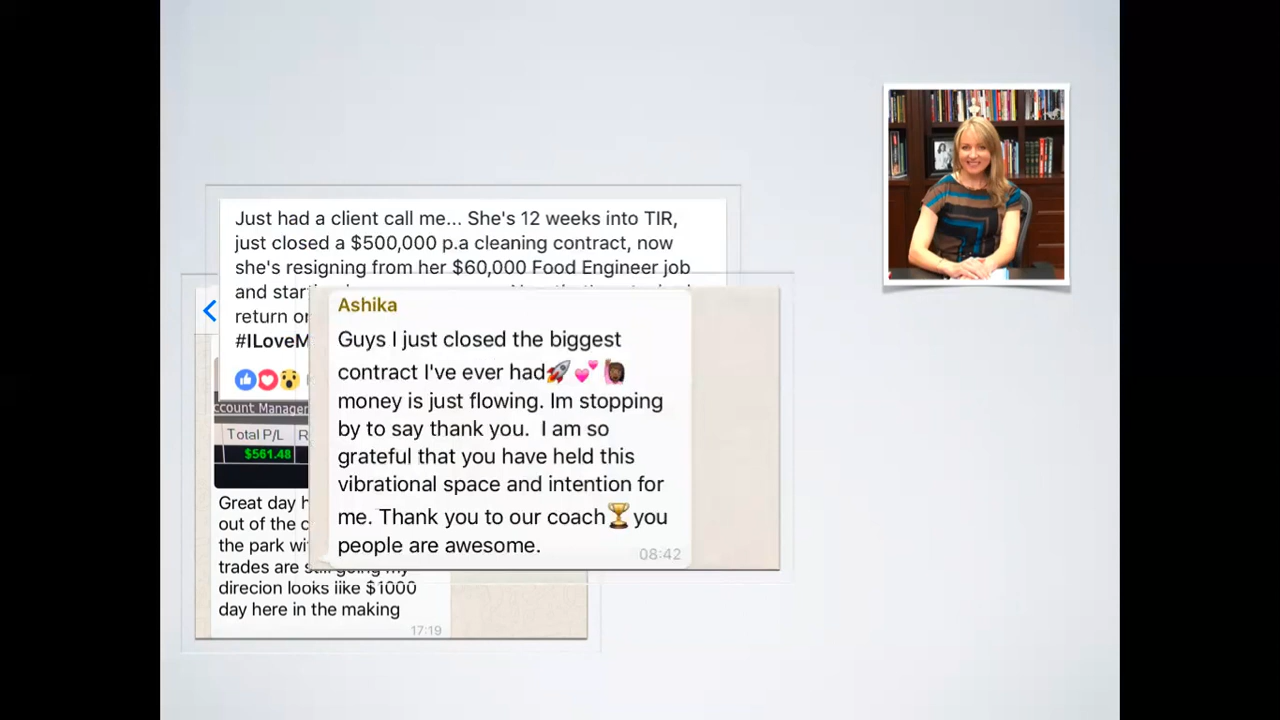 Just had a client call me... She's 12 weeks into TIR,
just closed a $500,000 p.a cleaning contract, now
she's resigning from her $60,000 Food Engineer job
and
return
#ILoveM
ccount Manager
Total P/L R
$561.48
Great day
out of the
the park
trades are still going my
direcion looks like $1000
day here in the making
17:19
Ashika
Guys I just closed the biggest
contract I've ever had🚀💕🙋🏿
money is just flowing. Im stopping
by to say thank you. I am so
grateful that you have held this
vibrational space and intention for
me. Thank you to our coach🏆you
people are awesome.
08:42